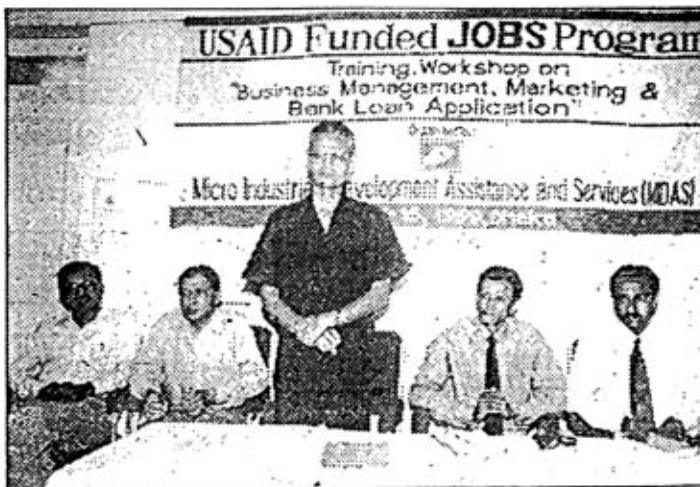 USAID Funded JOBS Program
Training Workshop on
"Business Management, Marketing &
Bank Loan Application"
Micro Industries Development Assistance and Services (MIDAS)